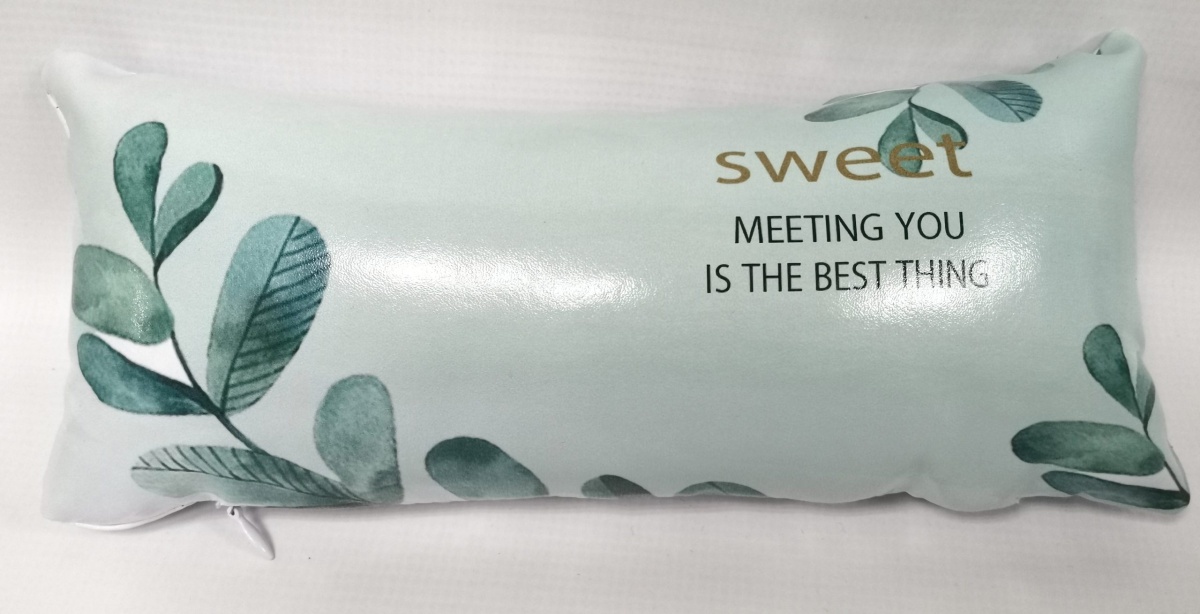 sweet
MEETING YOU
IS THE BEST THING